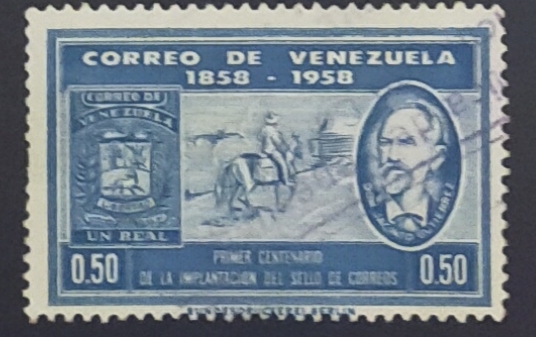 CORREO DE VENEZUELA
1858 - 1958
CORREO DE
VENEZUELA
UN REAL
PRIMER CENTENARIO
0.50 DE LA IMPLANTACION DEL SELLO DE CORREOS 0.50